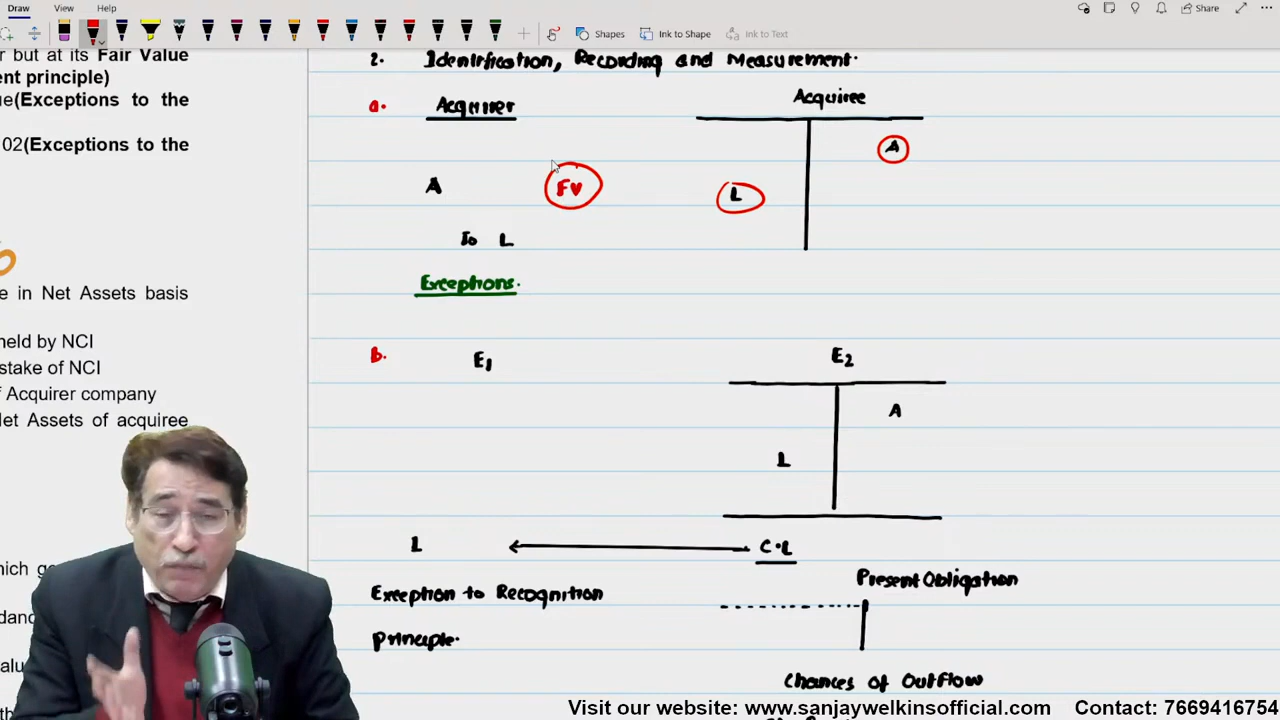 Draw View Help
Share
Shapes Ink to Shape Ink to Text
r but at its Fair Value
ent principle)
ue(Exceptions to the
02(Exceptions to the
e in Net Assets basis
held by NCI
stake of NCI
f Acquirer company
Net Assets of acquiree
2. Identification, Recording and Measurement.
a. Acquirer Acquiree
A
A FV L
To L
Exceptions.
b. E1 E2
A
L
L C.L
Present Obligation
Exception to Recognition
Principle.
Chances of Outflow
Visit our website: www.sanjaywelkinsofficial.com Contact: 7669416754